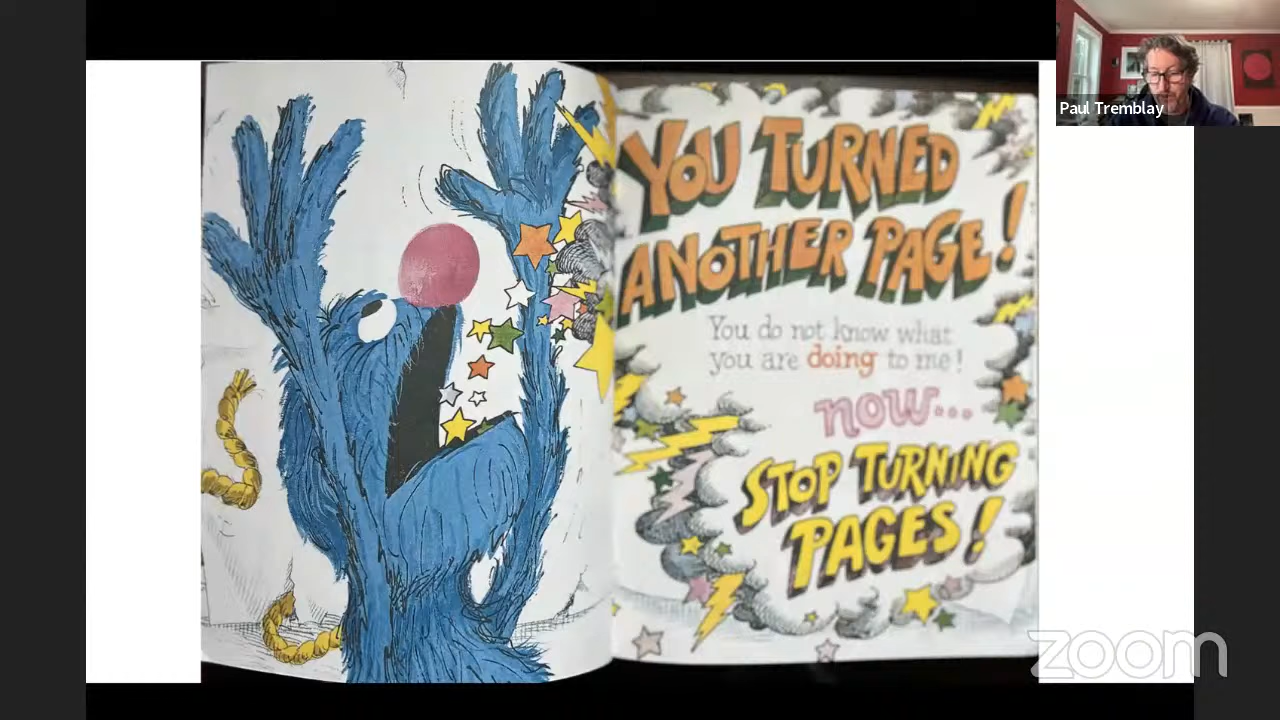 Paul Tremblay
YOU TURNED
ANOTHER PAGE!
You do not know what
you are doing to me!
now...
STOP TURNING
PAGES!
zoom